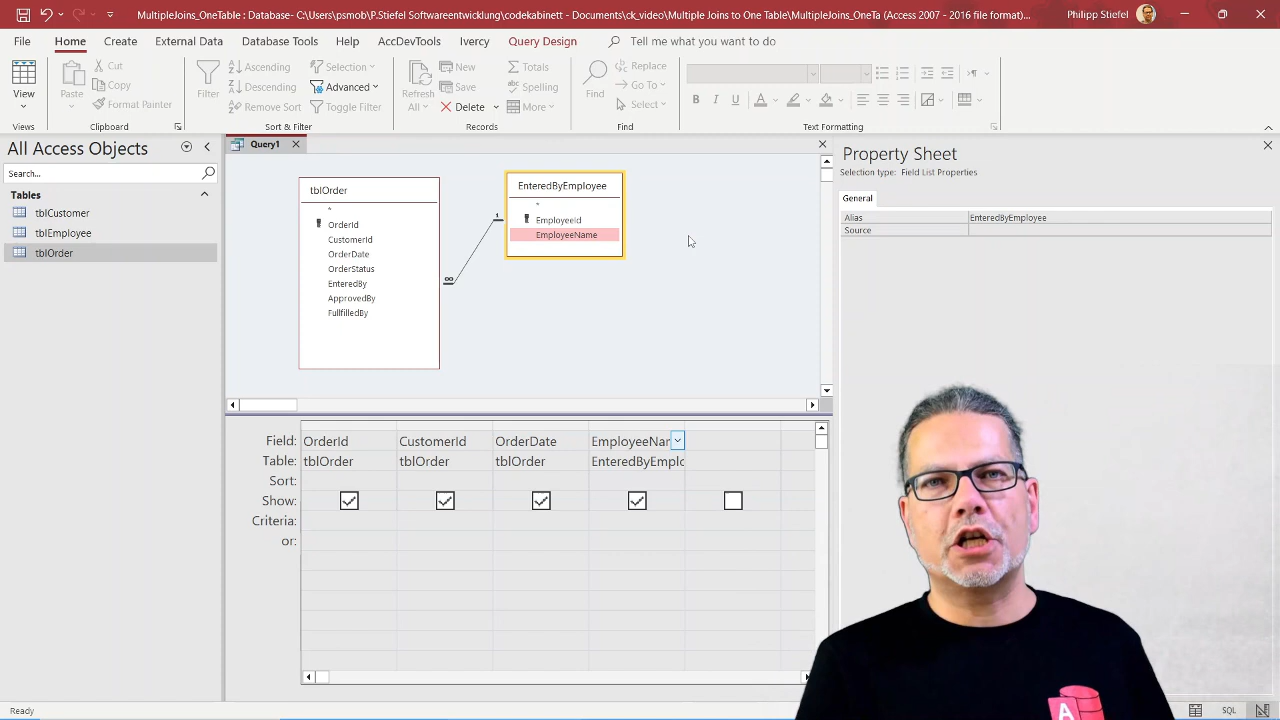 MultipleJoins_OneTable : Database- C:\Users\psmob\P.Stiefel Softwareentwicklung\codekabinett - Documents\ck_video\Multiple Joins to One Table\MultipleJoins_OneTa (Access 2007 - 2016 file format)...
Philipp Stiefel
File Home Create External Data Database Tools Help AccDevTools Ivercy Query Design Tell me what you want to do
View
Views
Paste
Cut
Copy
Format Pain
Clipboard
Filter
Ascending
Descending
Remove Sort
Selection
Advanced
Toggle Filter
Sort & Filter
Refresh
All
New
Save
Delete
Totals
Spelling
More
Records
Find
Replace
Go To
Select
Find
B I U A
Text Formatting
All Access Objects
Search...
Tables
tblCustomer
tblEmployee
tblOrder
Query1
tblOrder
*
OrderId
CustomerId
OrderDate
OrderStatus
EnteredBy
ApprovedBy
FullfilledBy
∞
1
EnteredByEmployee
*
EmployeeId
EmployeeName
Field: OrderId CustomerId OrderDate EmployeeNar
Table: tblOrder tblOrder tblOrder EnteredByEmplc
Sort:
Show:
Criteria:
or:
Property Sheet
Selection type: Field List Properties
General
Alias EnteredByEmployee
Source
A
Ready
SQL